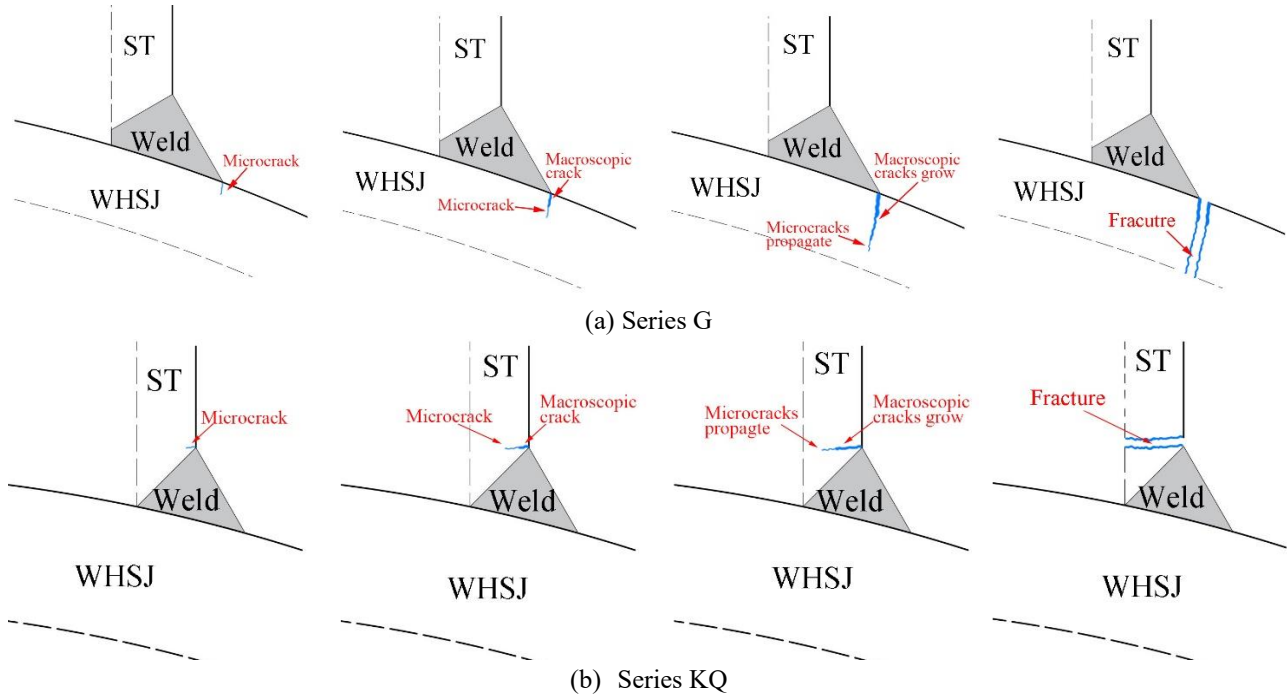 ST
Weld
Microcrack
WHSJ
ST
Weld
Macroscopic
crack
Microcrack
WHSJ
ST
Weld
Macroscopic
cracks grow
WHSJ
Microcracks
propagate
ST
Weld
WHSJ
Fracutre
(a) Series G
ST
Microcrack
Weld
WHSJ
ST
Microcrack
Macroscopic
crack
Weld
WHSJ
ST
Microcracks
propagte
Macroscopic
cracks grow
Weld
WHSJ
ST
Fracture
Weld
WHSJ
(b) Series KQ